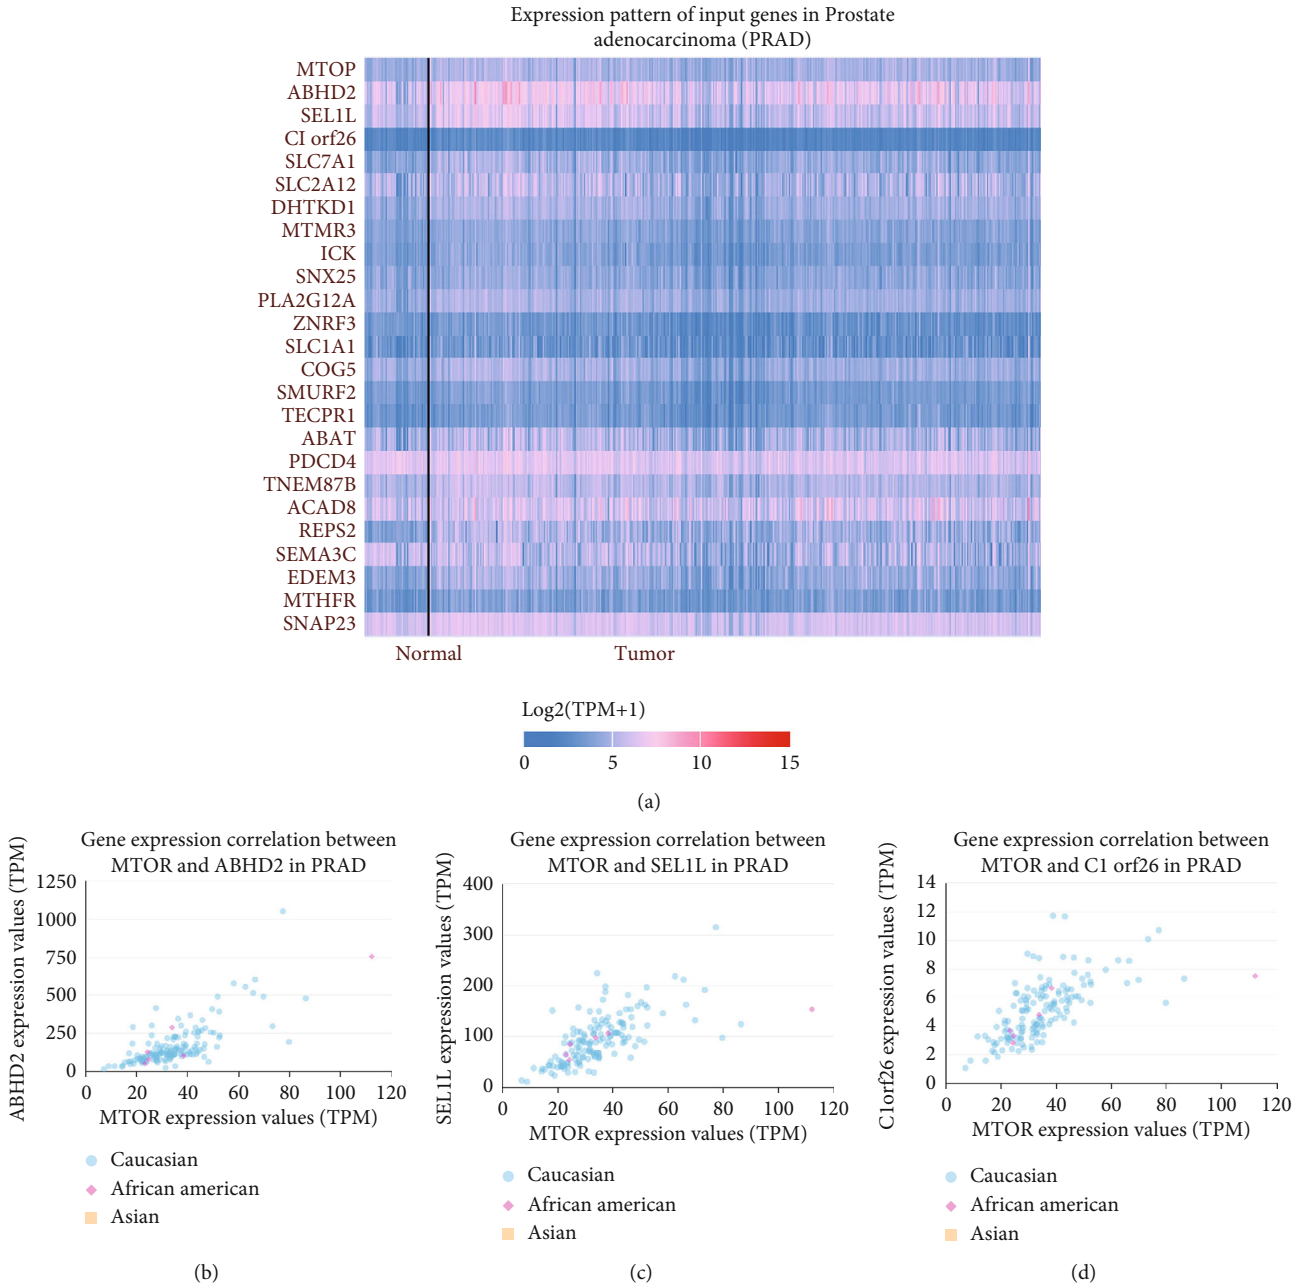 Expression pattern of input genes in Prostate
adenocarcinoma (PRAD)
MTOP
ABHD2
SEL1L
CI orf26
SLC7A1
SLC2A12
DHTKD1
MTMR3
ICK
SNX25
PLA2G12A
ZNRF3
SLC1A1
COG5
SMURF2
TECPR1
ABAT
PDCD4
TNEM87B
ACAD8
REPS2
SEMA3C
EDEM3
MTHFR
SNAP23
Normal
Tumor
Log2(TPM+1)
0 5 10 15
(a)
Gene expression correlation between
MTOR and ABHD2 in PRAD
ABHD2 expression values (TPM)
1250
1000
750
500
250
0
0 20 40 60 80 100 120
MTOR expression values (TPM)
Caucasian
African american
Asian
(b)
Gene expression correlation between
MTOR and SEL1L in PRAD
SEL1L expression values (TPM)
400
300
200
100
0
0 20 40 60 80 100 120
MTOR expression values (TPM)
Caucasian
African american
Asian
(c)
Gene expression correlation between
MTOR and C1 orf26 in PRAD
C1orf26 expression values (TPM)
14
12
10
8
6
4
2
0
0 20 40 60 80 100 120
MTOR expression values (TPM)
Caucasian
African american
Asian
(d)